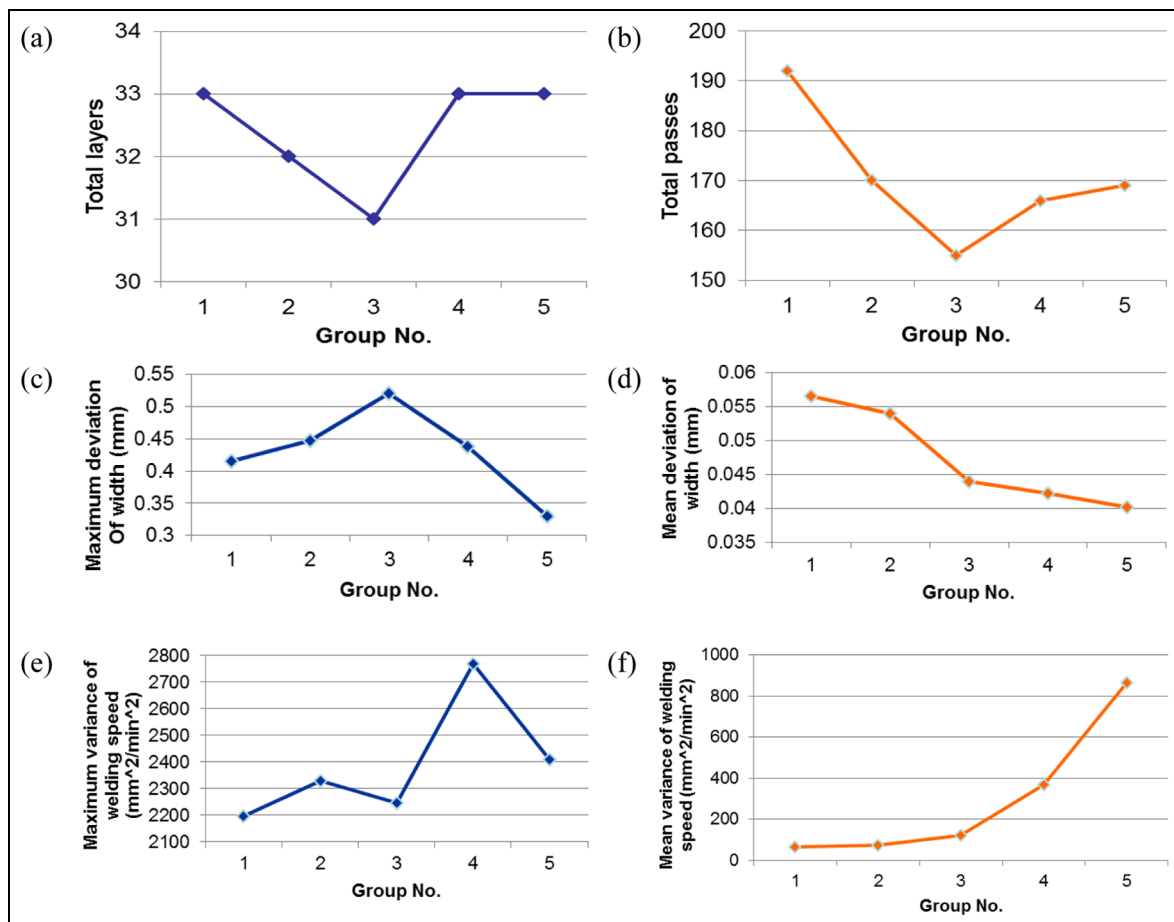 (a)
Total layers
34
33
32
31
30
1 2 3 4 5
Group No.
(b)
Total passes
200
190
180
170
160
150
1 2 3 4 5
Group No.
(c)
Maximum deviation
Of width (mm)
0.55
0.5
0.45
0.4
0.35
0.3
1 2 3 4 5
Group No.
(d)
Mean deviation of
width (mm)
0.06
0.055
0.05
0.045
0.04
0.035
1 2 3 4 5
Group No.
(e)
Maximum variance of
welding speed
(mm^2/min^2)
2800
2700
2600
2500
2400
2300
2200
2100
1 2 3 4 5
Group No.
(f)
Mean variance of welding
speed (mm^2/min^2)
1000
800
600
400
200
0
1 2 3 4 5
Group No.